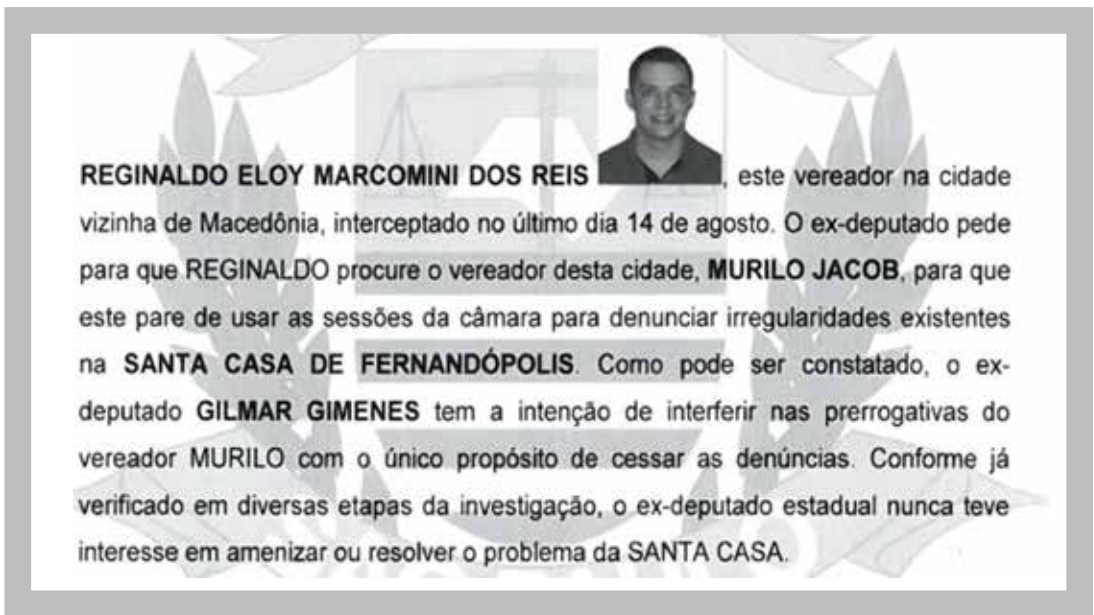 REGINALDO ELOY MARCOMINI DOS REIS , este vereador na cidade
vizinha de Macedônia, interceptado no último dia 14 de agosto. O ex-deputado pede
para que REGINALDO procure o vereador desta cidade, MURILO JACOB, para que
este pare de usar as sessões da câmara para denunciar irregularidades existentes
na SANTA CASA DE FERNANDÓPOLIS. Como pode ser constatado, o ex-
deputado GILMAR GIMENES tem a intenção de interferir nas prerrogativas do
vereador MURILO com o único propósito de cessar as denúncias. Conforme já
verificado em diversas etapas da investigação, o ex-deputado estadual nunca teve
interesse em amenizar ou resolver o problema da SANTA CASA.